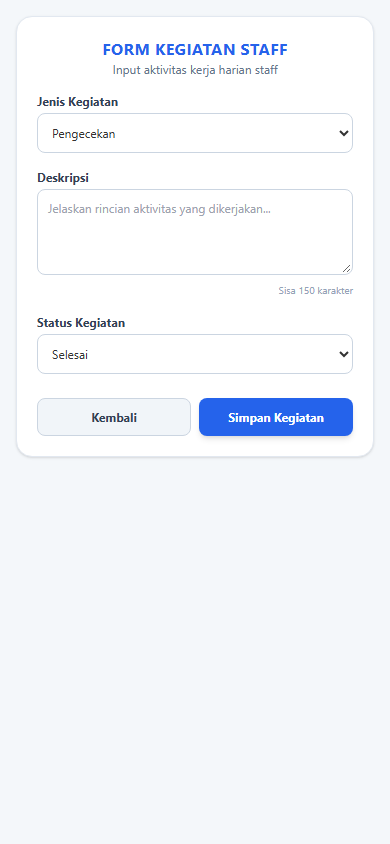 FORM KEGIATAN STAFF
Input aktivitas kerja harian staff
Jenis Kegiatan
Pengecekan
Deskripsi
Jelaskan rincian aktivitas yang dikerjakan...
Sisa 150 karakter
Status Kegiatan
Selesai
Kembali
Simpan Kegiatan